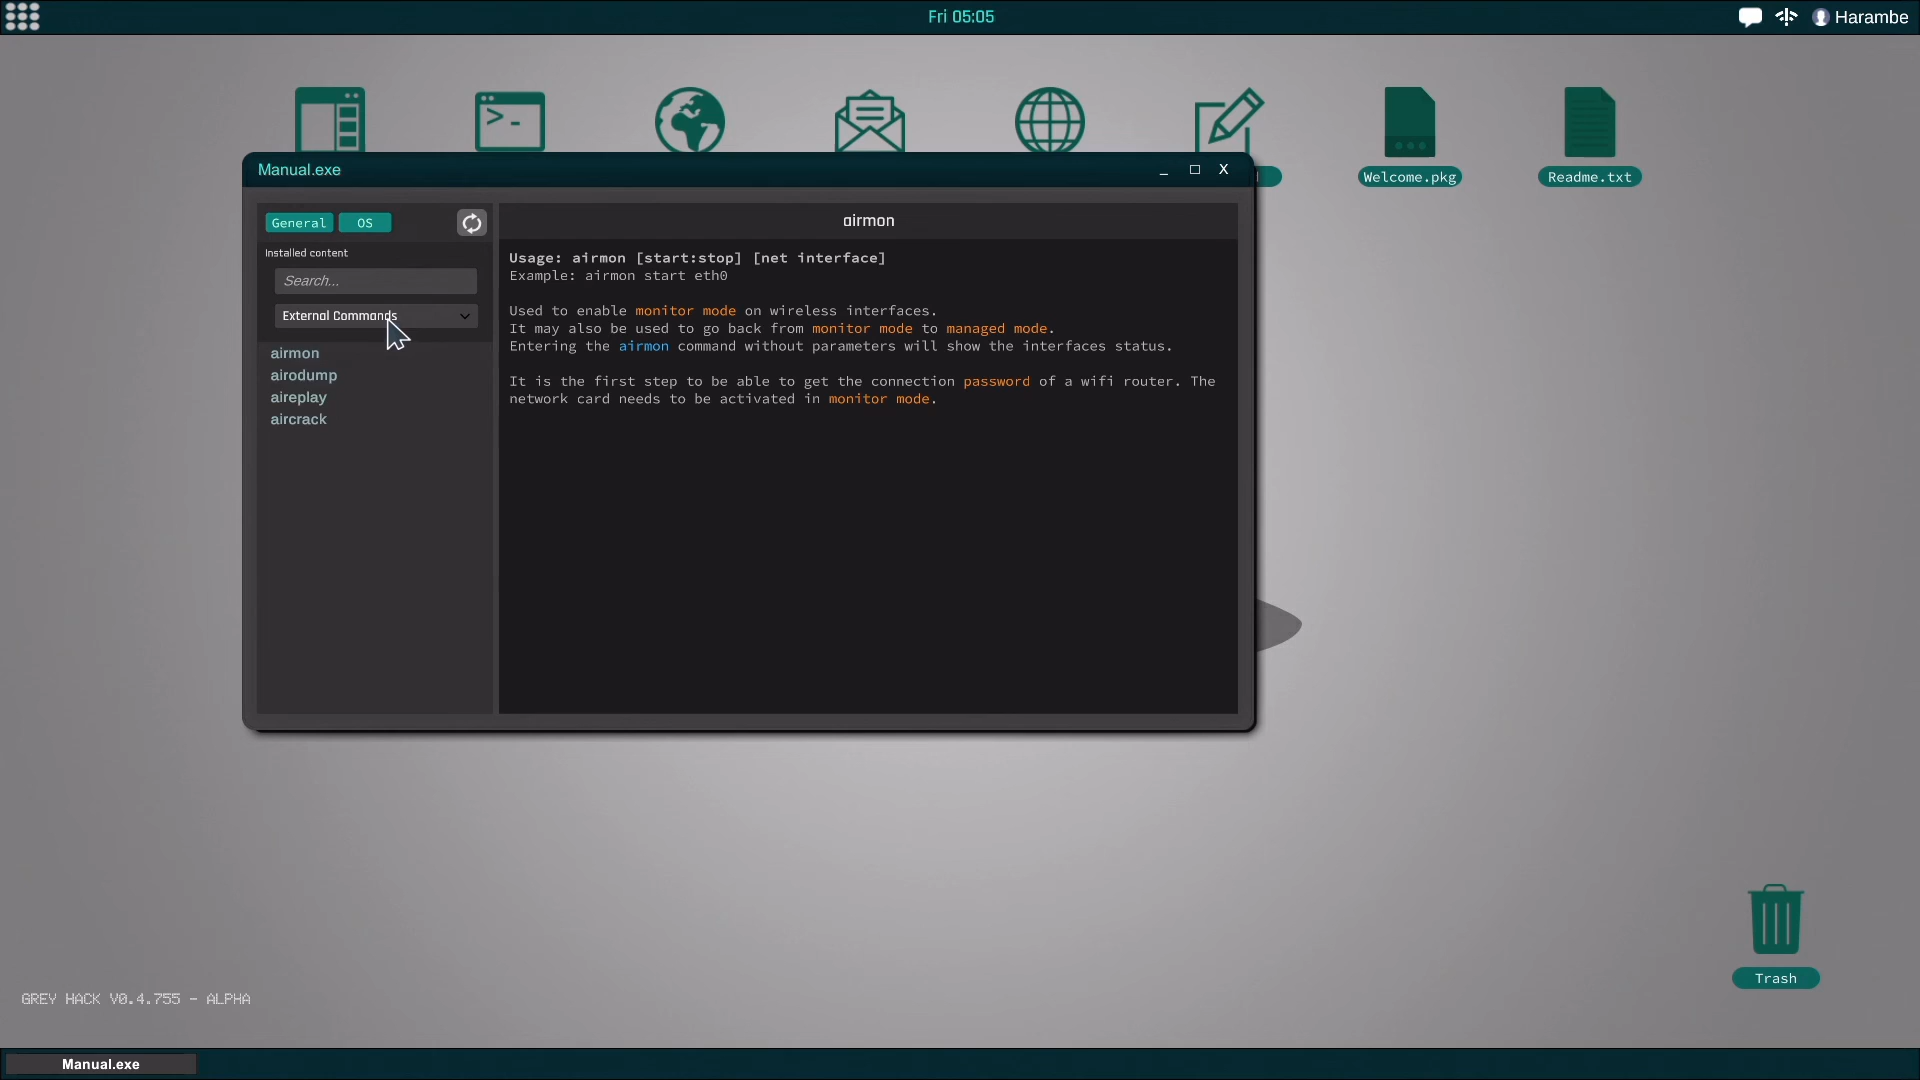 Fri 05:05
Harambe
Welcome.pkg
Readme.txt
Manual.exe
_ □ X
General OS
Installed content
Search...
External Commands
airmon
airodump
aireplay
aircrack
airmon
Usage: airmon [start:stop] [net interface]
Example: airmon start eth0
Used to enable monitor mode on wireless interfaces.
It may also be used to go back from monitor mode to managed mode.
Entering the airmon command without parameters will show the interfaces status.
It is the first step to be able to get the connection password of a wifi router. The
network card needs to be activated in monitor mode.
Trash
GREY HACK V0.4.755 - ALPHA
Manual.exe